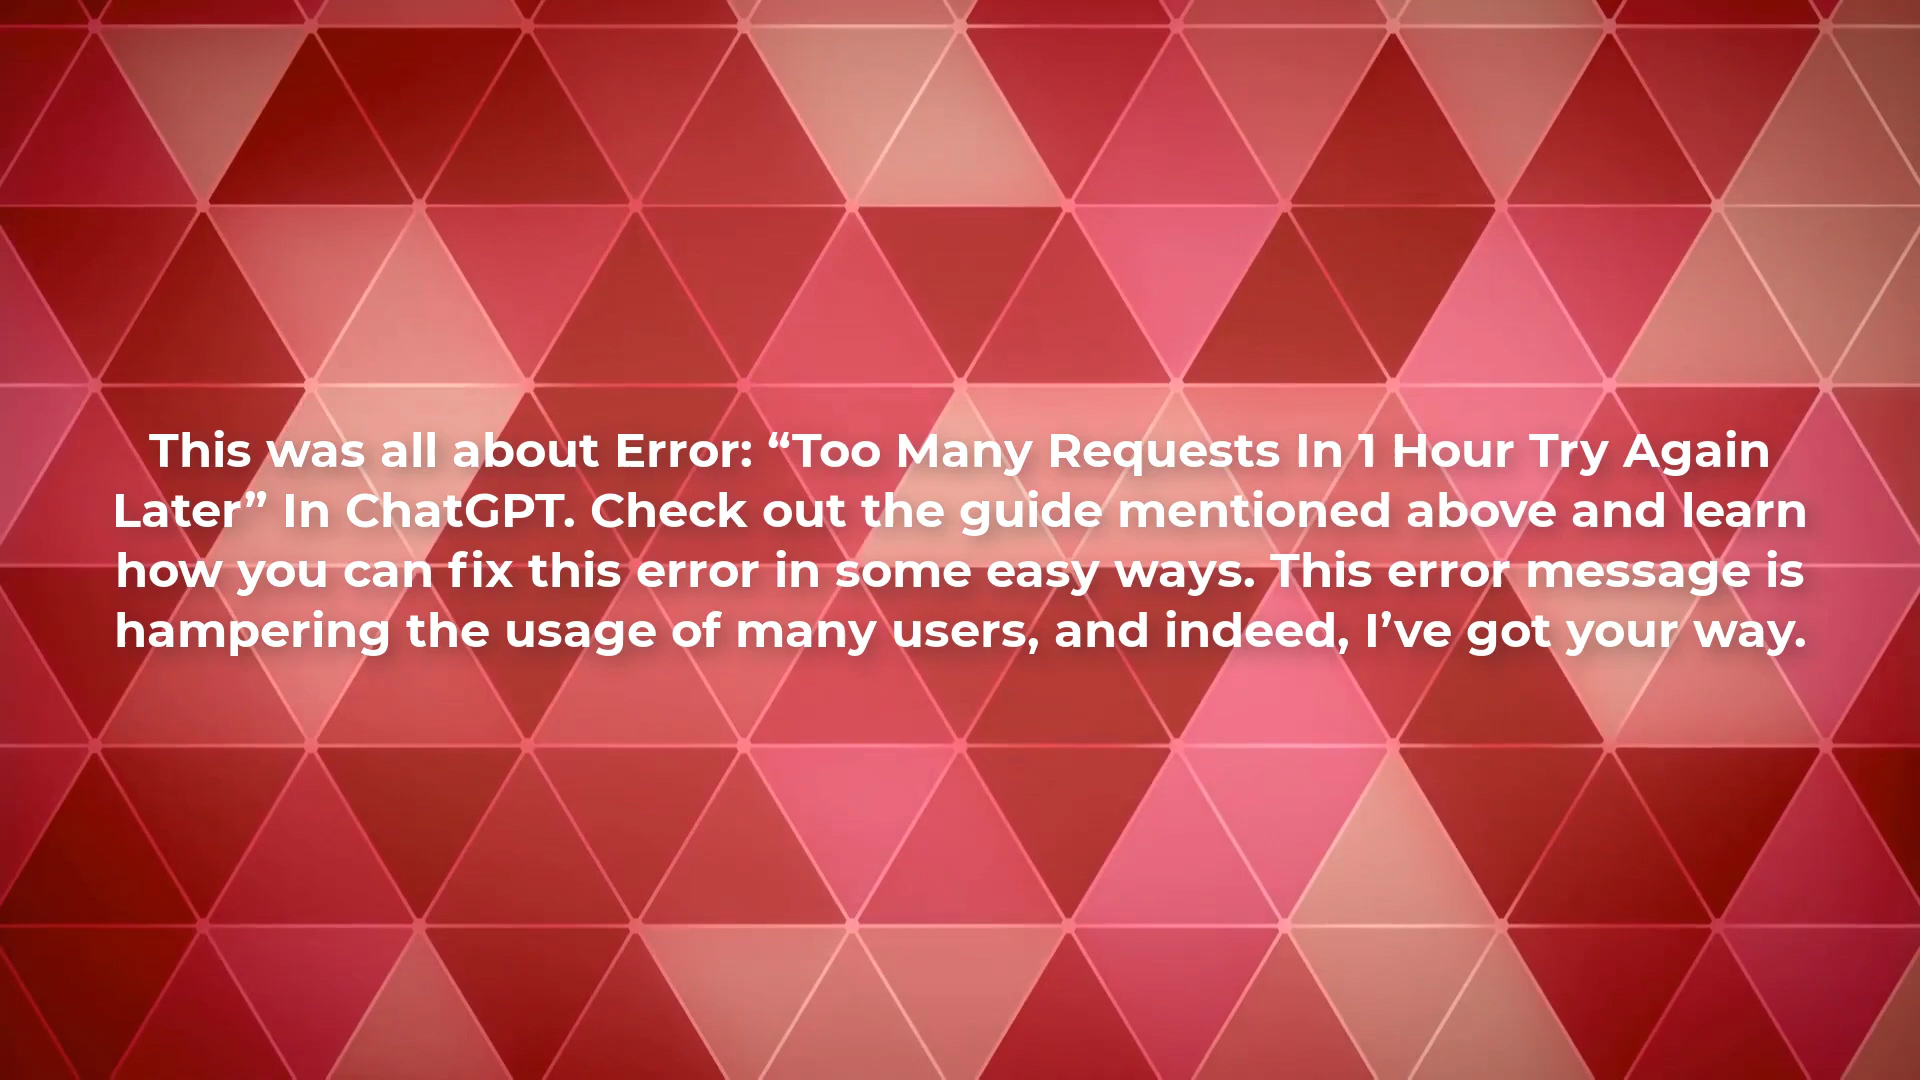 This was all about Error: “Too Many Requests In 1 Hour Try Again
Later” In ChatGPT. Check out the guide mentioned above and learn
how you can fix this error in some easy ways. This error message is
hampering the usage of many users, and indeed, I’ve got your way.